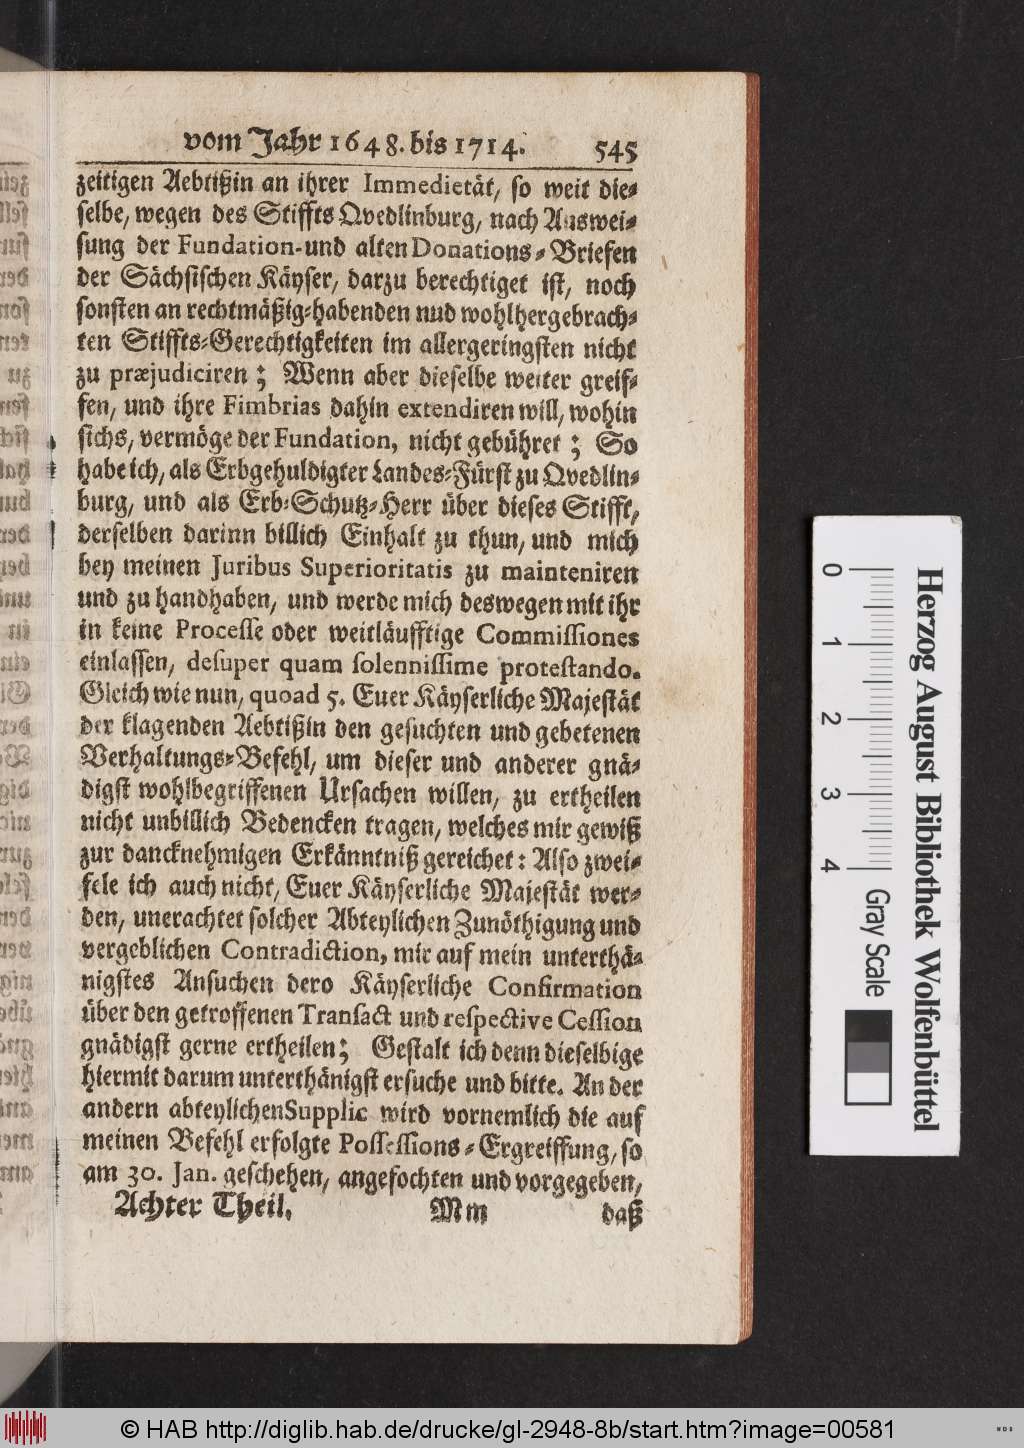 vom Jahr 1648. bis 1714. 545
zeitigen Aebtißin an ihrer Immedietät, so weit die-
selbe, wegen des Stiffts Qvedlinburg, nach Auswei-
sung der Fundation- und alten Donations-Briefen
der Sächsischen Käyser, darzu berechtiget ist, noch
sonsten an rechtmäßig-habenden nud wohlhergebrach-
ten Stiffts-Gerechtigkeiten im allergeringsten nicht
zu præjudiciren; Wenn aber dieselbe weiter greif-
fen, und ihre Fimbrias dahin extendiren will, wohin
sichs, vermöge der Fundation, nicht gebühret; So
habe ich, als Erbgehuldigter Landes-Fürst zu Qvedlin-
burg, und als Erb-Schutz-Herr über dieses Stifft,
derselben darinn billich Einhalt zu thun, und mich
bey meinen Juribus Superioritatis zu mainteniren
und zu handhaben, und werde mich deswegen mit ihr
in keine Processe oder weitläufftige Commissiones
einlassen, desuper quam solennissime protestando.
Gleich wie nun, quoad 5. Euer Käyserliche Majestät
der klagenden Aebtißin den gesuchten und gebetenen
Verhaltungs-Befehl, um dieser und anderer gnä-
digst wohlbegriffenen Ursachen willen, zu ertheilen
nicht unbillich Bedencken tragen, welches mir gewiß
zur dancknehmigen Erkänntniß gereichet: Also zwei-
fele ich auch nicht, Euer Käyserliche Majestät wer-
den, unerachtet solcher Abteylichen Zunöthigung und
vergeblichen Contradiction, mir auf mein unterthä-
nigstes Ansuchen dero Käyserliche Confirmation
über den getroffenen Transact und respective Cession
gnädigst gerne ertheilen; Gestalt ich denn dieselbige
hiermit darum unterthänigst ersuche und bitte. An der
andern abteylichen Supplic wird vornemlich die auf
meinen Befehl erfolgte Possessions-Ergreiffung, so
am 30. Jan. geschehen, angefochten und vorgegeben,
Achter Theil. Mm daß
Herzog August Bibliothek Wolfenbüttel
0 1 2 3 4 Gray Scale
© HAB http://diglib.hab.de/drucke/gl-2948-8b/start.htm?image=00581